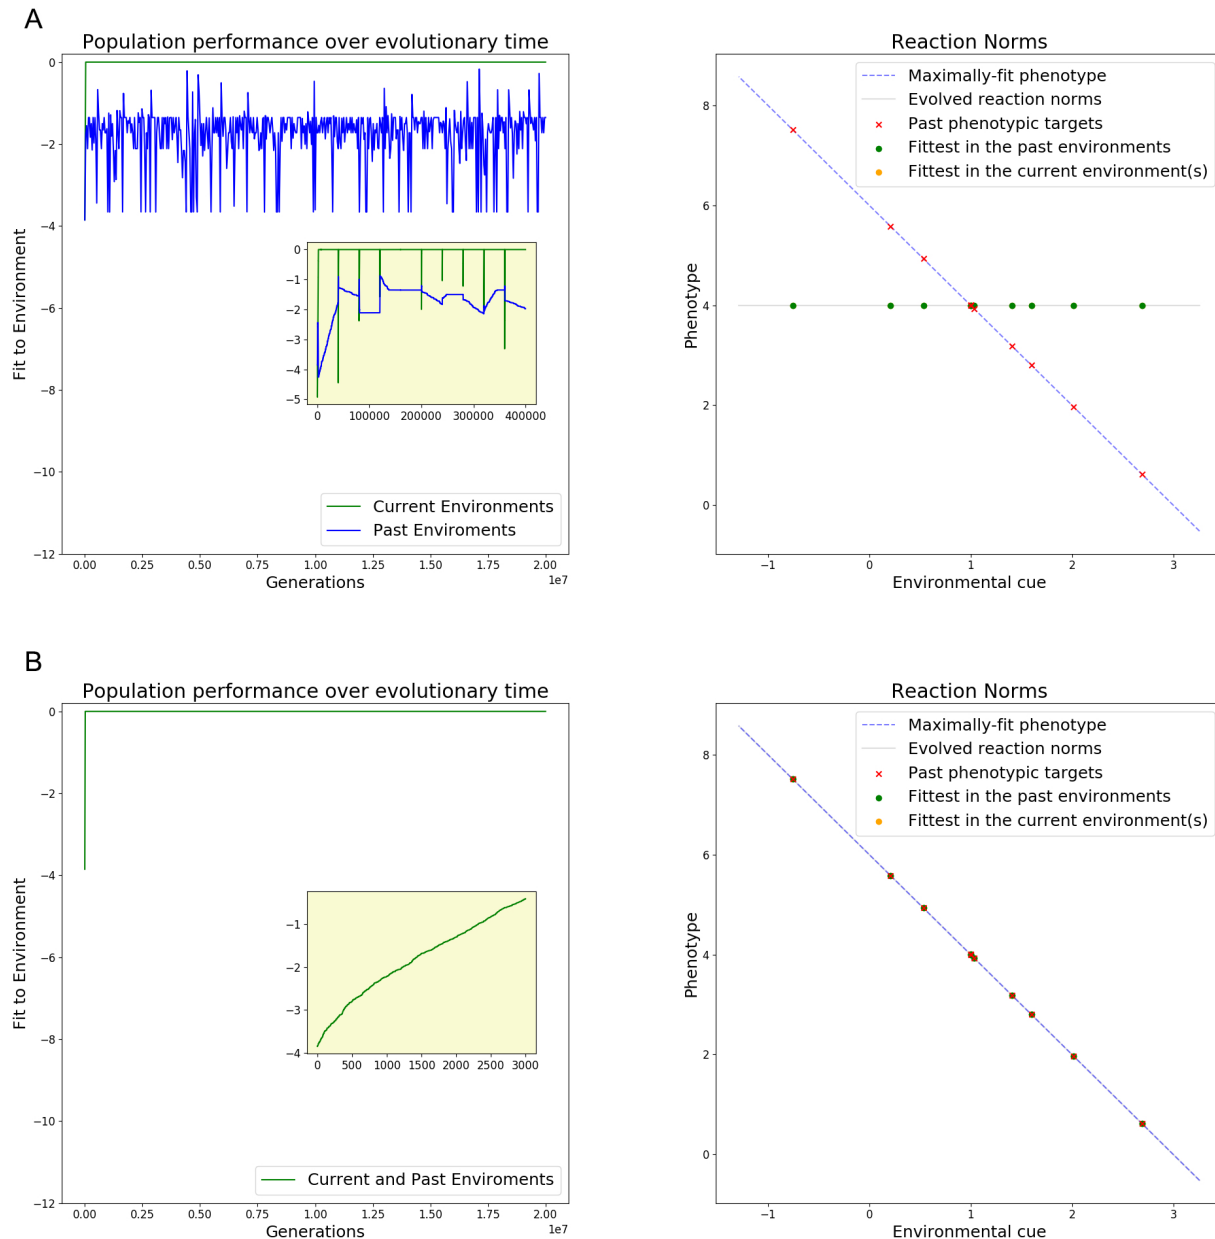 A
Population performance over evolutionary time
Fit to Environment
0
−2
−4
−6
−8
−10
−12
0
−1
−2
−3
−4
−5
0 100000 200000 300000 400000
Current Environments
Past Enviroments
0.00 0.25 0.50 0.75 1.00 1.25 1.50 1.75 2.00
1e7
Generations
Reaction Norms
Phenotype
8
6
4
2
0
Maximally-fit phenotype
Evolved reaction norms
Past phenotypic targets
Fittest in the past environments
Fittest in the current environment(s)
−1 0 1 2 3
Environmental cue
B
Population performance over evolutionary time
Fit to Environment
0
−2
−4
−6
−8
−10
−12
−1
−2
−3
−4
0 500 1000 1500 2000 2500 3000
Current and Past Enviroments
0.00 0.25 0.50 0.75 1.00 1.25 1.50 1.75 2.00
1e7
Generations
Reaction Norms
Phenotype
8
6
4
2
0
Maximally-fit phenotype
Evolved reaction norms
Past phenotypic targets
Fittest in the past environments
Fittest in the current environment(s)
−1 0 1 2 3
Environmental cue